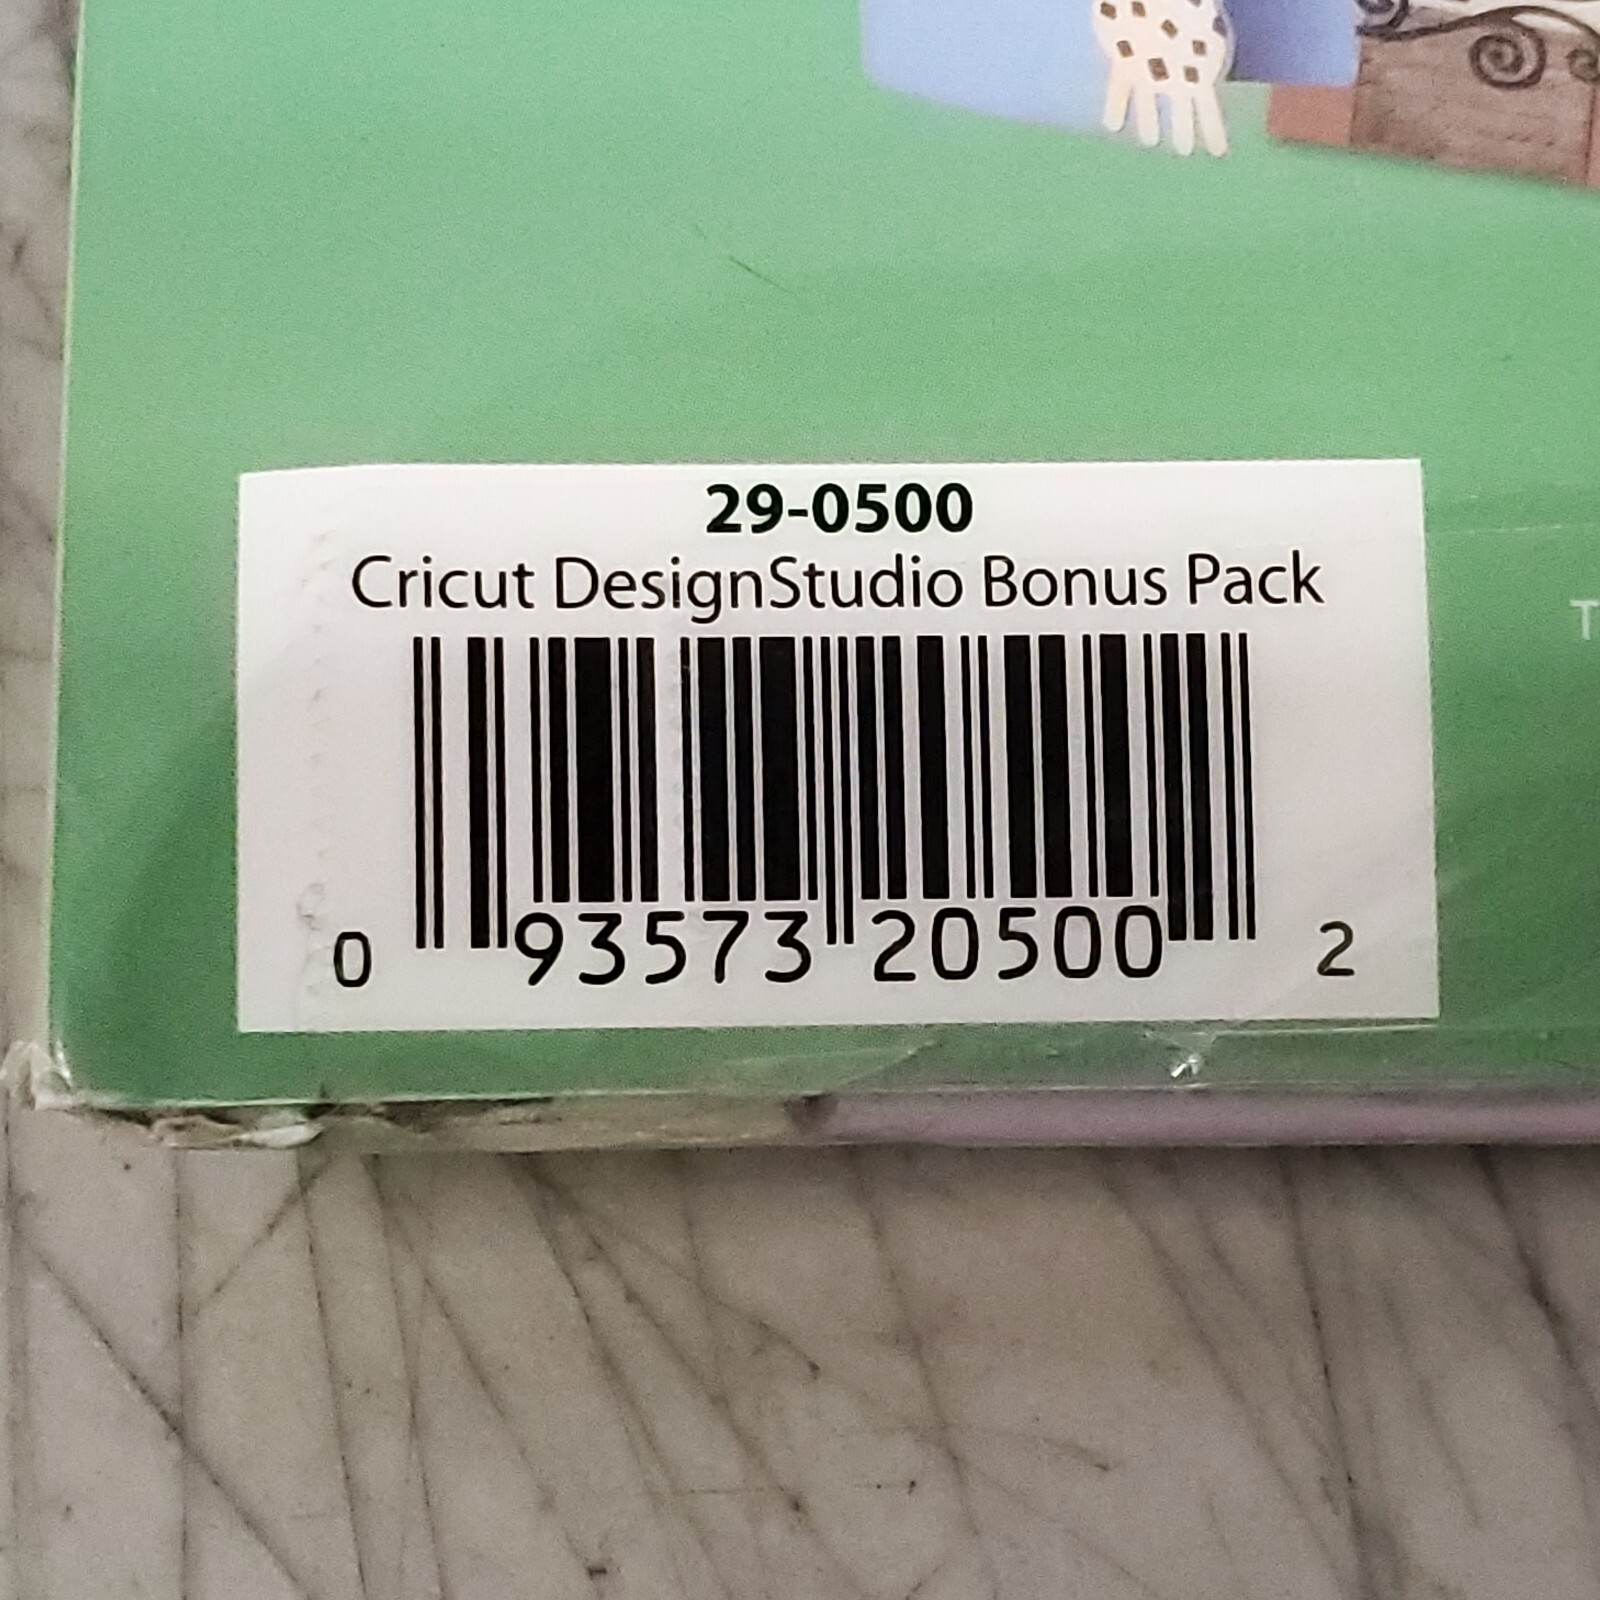 29-0500
Cricut DesignStudio Bonus Pack
0 93573 20500 2